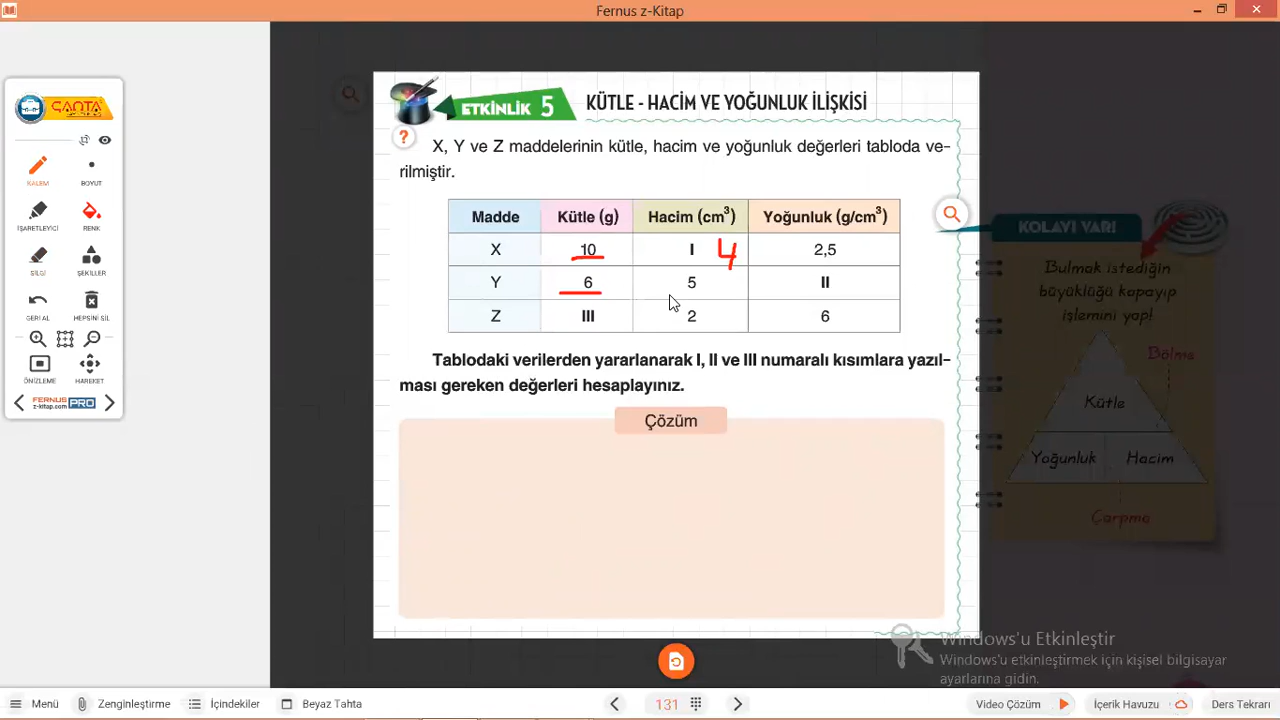 Fernus z-Kitap
ÇANTA
KALEM
BOYUT
İŞARETLEYİCİ
RENK
SİLGİ
ŞEKİLLER
GERİ AL
HEPSİNİ SİL
ÖNİZLEME
HAREKET
FERNUS
z-kitap.com PRO
ETKİNLİK 5 KÜTLE - HACİM VE YOĞUNLUK İLİŞKİSİ
?
X, Y ve Z maddelerinin kütle, hacim ve yoğunluk değerleri tabloda ve-
rilmiştir.
Madde Kütle (g) Hacim (cm³) Yoğunluk (g/cm³)
X 10 I 4 2,5
Y 6 5 II
Z III 2 6
Tablodaki verilerden yararlanarak I, II ve III numaralı kısımlara yazıl-
ması gereken değerleri hesaplayınız.
Çözüm
KOLAYI VAR!
Bulmak istediğin
büyüklüğü kapayıp
işlemini yap!
Bölme
Kütle
Yoğunluk Hacim
Çarpma
Windows'u Etkinleştir
Windows'u etkinleştirmek için kişisel bilgisayar
ayarlarına gidin.
Menü Zenginleştirme İçindekiler Beyaz Tahta 131 Video Çözüm İçerik Havuzu Ders Tekrarı